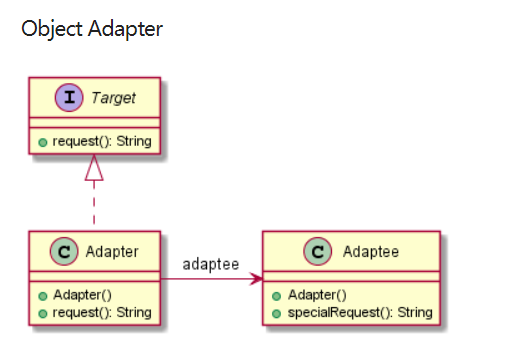 Object Adapter
I Target
request(): String
C Adapter
adaptee
C Adaptee
Adapter()
request(): String
Adapter()
specialRequest(): String